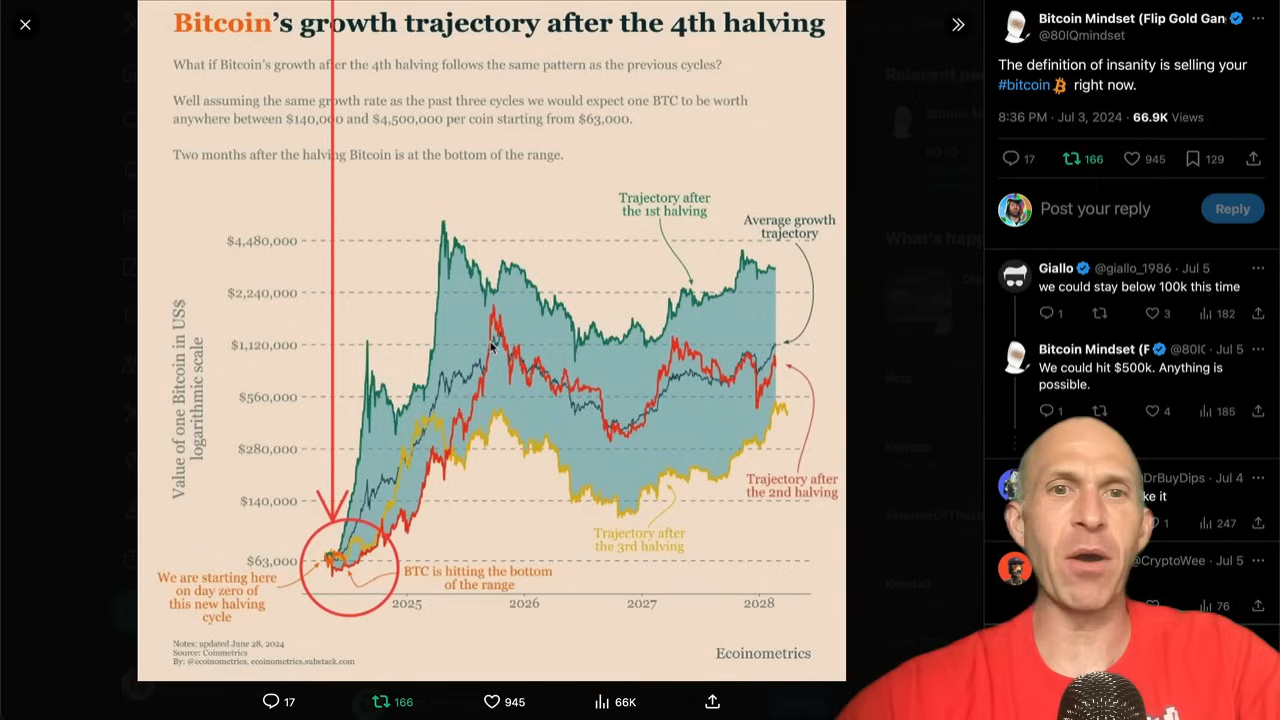 Bitcoin's growth trajectory after the 4th halving
What if Bitcoin's growth after the 4th halving follows the same pattern as the previous cycles?
Well assuming the same growth rate as the past three cycles we would expect one BTC to be worth
anywhere between $140,000 and $4,500,000 per coin starting from $63,000.
Two months after the halving Bitcoin is at the bottom of the range.
Trajectory after
the 1st halving
Average growth
trajectory
$4,480,000
$2,240,000
$1,120,000
$560,000
$280,000
$140,000
$63,000
Value of one Bitcoin in US$
logarithmic scale
Trajectory after
the 2nd halving
Trajectory after
the 3rd halving
We are starting here
on day zero of
this new halving
cycle
BTC is hitting the bottom
of the range
2025
2026
2027
2028
Notes: updated June 28, 2024
Source: Coinmetrics
By: @ecoinometrics, ecoinometrics.substack.com
Ecoinometrics
17
166
945
66K
Bitcoin Mindset (Flip Gold Gan
@80IQmindset
The definition of insanity is selling your
#bitcoin right now.
8:36 PM · Jul 3, 2024 · 66.9K Views
17
166
945
129
Post your reply
Reply
Giallo @giallo_1986 · Jul 5
we could stay below 100k this time
1
3
182
Bitcoin Mindset (F @80IC · Jul 5
We could hit $500k. Anything is
possible.
1
4
185
DrBuyDips · Jul 4
ke it
1
247
@CryptoWee · Jul 5
76